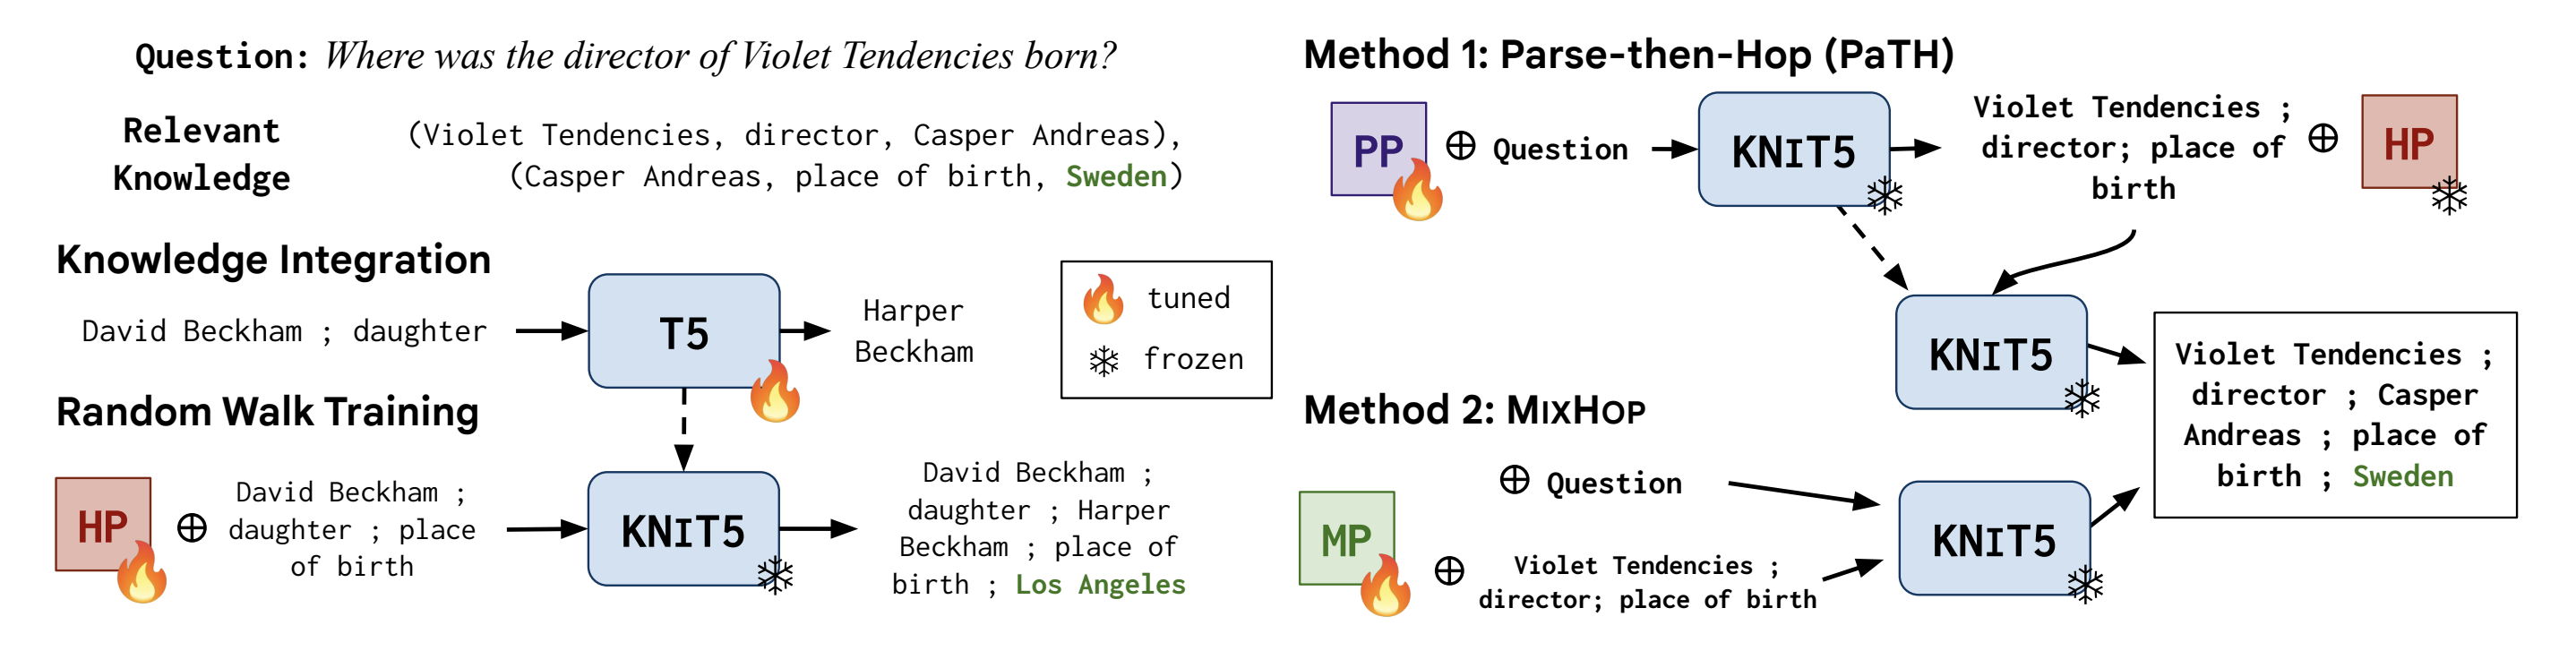 Question: Where was the director of Violet Tendencies born?
Relevant
Knowledge
(Violet Tendencies, director, Casper Andreas),
(Casper Andreas, place of birth, Sweden)
Knowledge Integration
David Beckham ; daughter
T5
Harper
Beckham
tuned
frozen
Random Walk Training
HP
⊕
David Beckham ;
daughter ; place
of birth
KNIT5
David Beckham ;
daughter ; Harper
Beckham ; place of
birth ; Los Angeles
Method 1: Parse-then-Hop (PaTH)
PP
⊕ Question
KNIT5
Violet Tendencies ;
director; place of
birth
⊕
HP
KNIT5
Violet Tendencies ;
director ; Casper
Andreas ; place of
birth ; Sweden
Method 2: MIXHOP
⊕ Question
MP
⊕
Violet Tendencies ;
director; place of birth
KNIT5